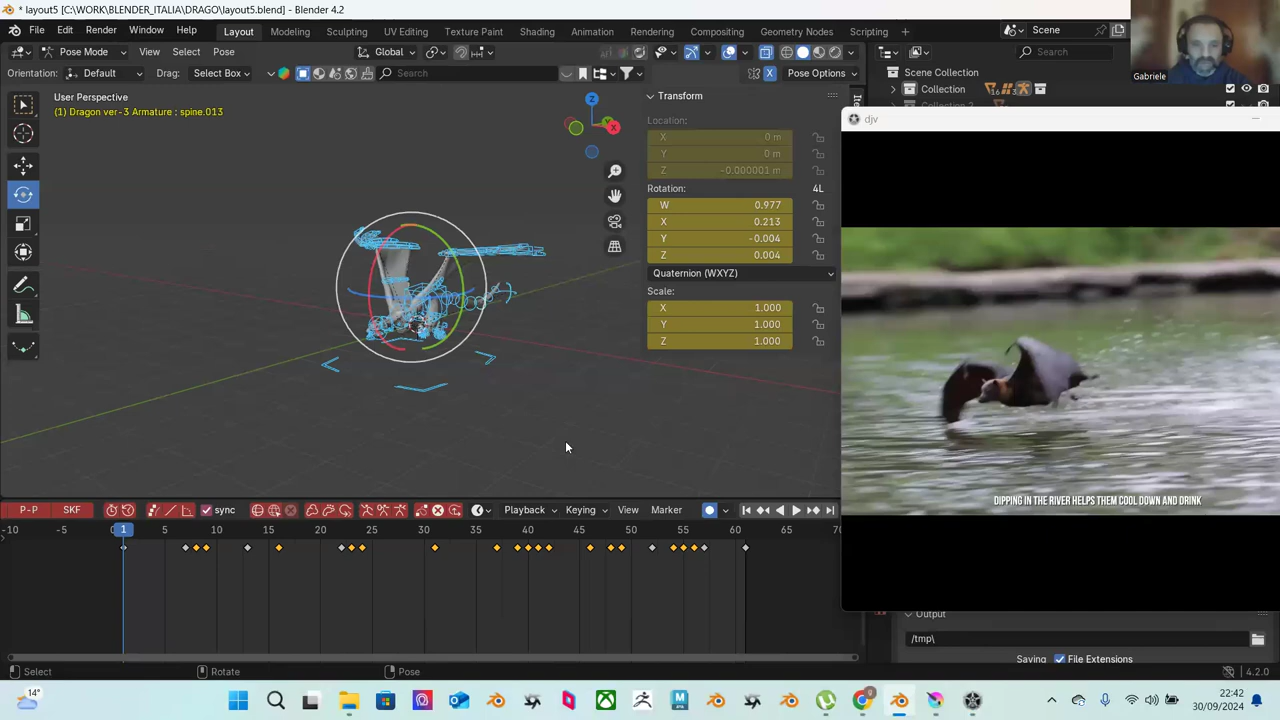 * layout5 [C:\WORK\BLENDER_ITALIA\DRAGO\layout5.blend] - Blender 4.2
File Edit Render Window Help Layout Modeling Sculpting UV Editing Texture Paint Shading Animation Rendering Compositing Geometry Nodes Scripting + Scene
Pose Mode View Select Pose Global Search
Orientation: Default Drag: Select Box Search X Pose Options
Scene Collection
Collection 16 3
Gabriele
User Perspective
(1) Dragon ver-3 Armature : spine.013
Z
X
Transform
Location:
X 0 m
Y 0 m
Z -0.000001 m
Rotation: 4L
W 0.977
X 0.213
Y -0.004
Z 0.004
Quaternion (WXYZ)
Scale:
X 1.000
Y 1.000
Z 1.000
djv
DIPPING IN THE RIVER HELPS THEM COOL DOWN AND DRINK
P-P SKF sync Playback Keying View Marker
-10 -5 1 5 10 15 20 25 30 35 40 45 50 55 60 65 70
Output
/tmp\
Saving File Extensions
Select Rotate Pose 4.2.0
14°
22:42
30/09/2024